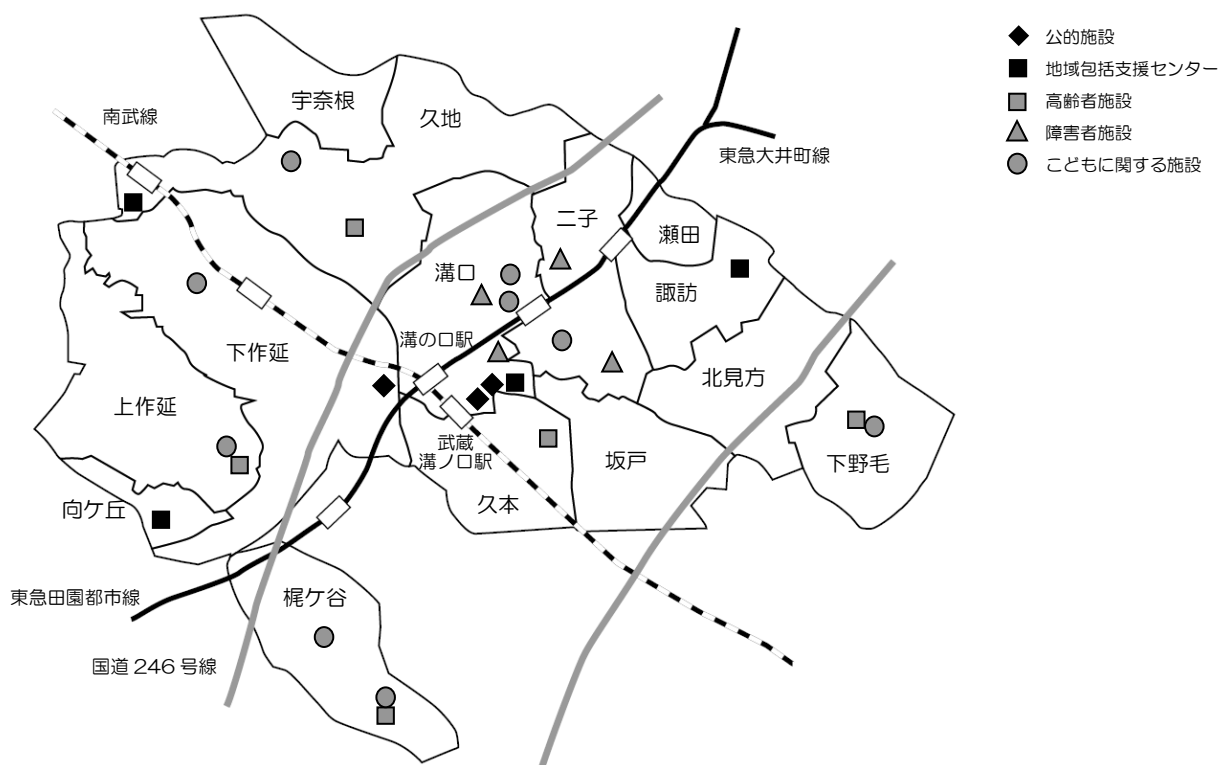 宇奈根
久地
南武線
東急大井町線
二子
瀬田
溝口
諏訪
溝の口駅
下作延
北見方
上作延
武蔵
溝ノ口駅
坂戸
下野毛
久本
向ケ丘
東急田園都市線
梶ケ谷
国道246号線
公的施設
地域包括支援センター
高齢者施設
障害者施設
こどもに関する施設